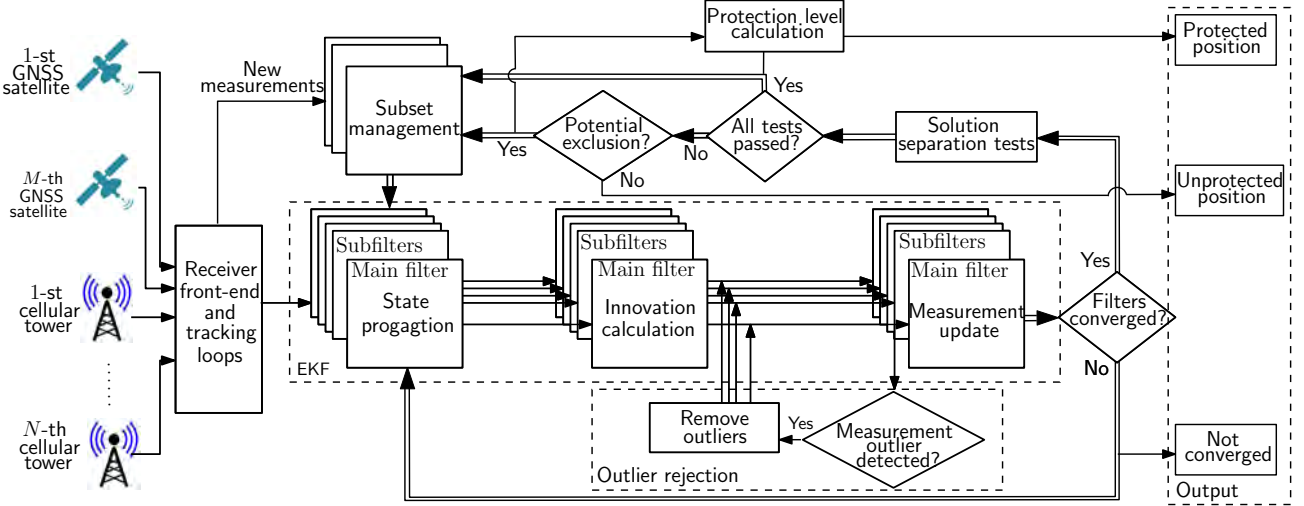 1-st
GNSS
satellite
M-th
GNSS
satellite
1-st
cellular
tower
N-th
cellular
tower
Receiver
front-end
and
tracking
loops
New
measurements
Subset
management
Protection level
calculation
Potential
exclusion?
Yes
No
All tests
passed?
Yes
No
Solution
separation tests
Subfilters
Main filter
State
progagtion
Subfilters
Main filter
Innovation
calculation
Subfilters
Main filter
Measurement
update
EKF
Filters
converged?
Yes
No
Remove
outliers
Yes
Measurement
outlier
detected?
Outlier rejection
Protected
position
Unprotected
position
Not
converged
Output